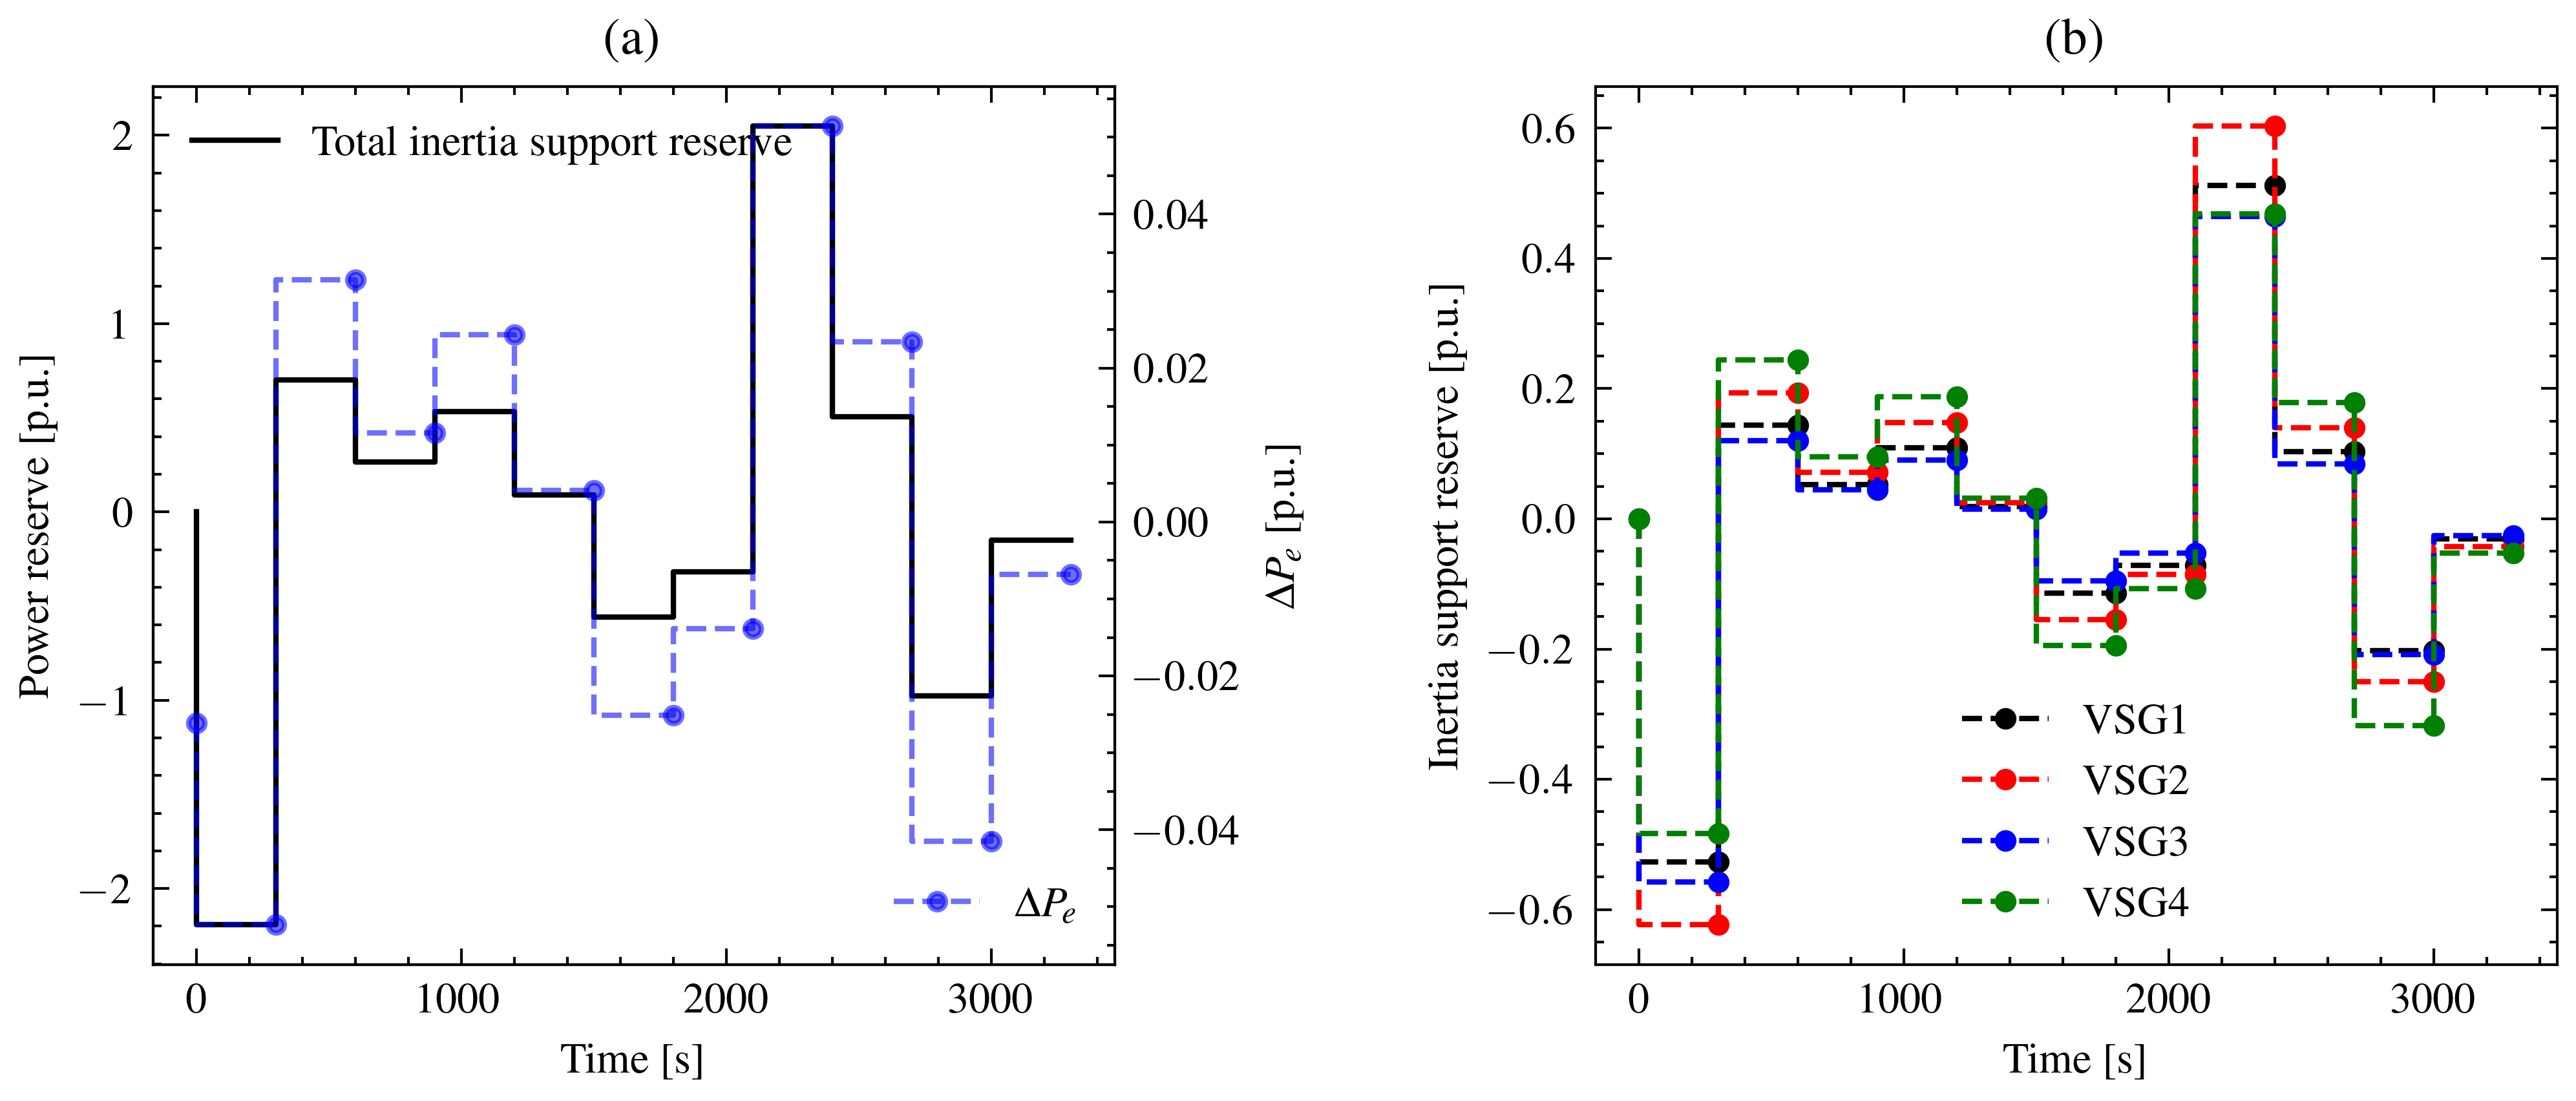 (a)
Total inertia support reserve
2
1
0
−1
−2
Power reserve [p.u.]
0.04
0.02
0.00
−0.02
−0.04
ΔPe [p.u.]
ΔPe
0 1000 2000 3000
Time [s]
(b)
0.6
0.4
0.2
0.0
−0.2
−0.4
−0.6
Inertia support reserve [p.u.]
VSG1
VSG2
VSG3
VSG4
0 1000 2000 3000
Time [s]